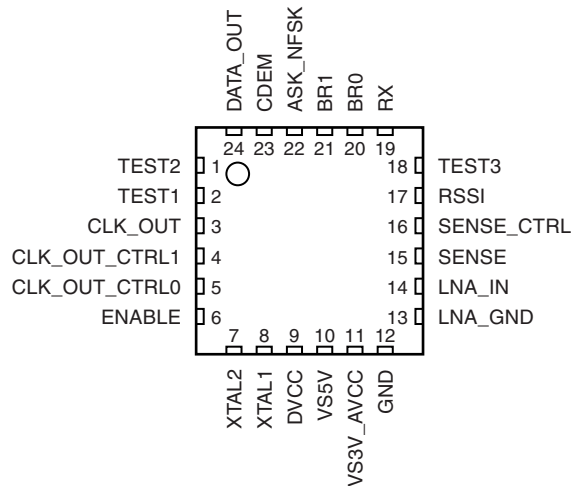 DATA_OUT
CDEM
ASK_NFSK
BR1
BR0
RX
24 23 22 21 20 19
TEST2 1 18 TEST3
TEST1 2 17 RSSI
CLK_OUT 3 16 SENSE_CTRL
CLK_OUT_CTRL1 4 15 SENSE
CLK_OUT_CTRL0 5 14 LNA_IN
ENABLE 6 13 LNA_GND
7 8 9 10 11 12
XTAL2
XTAL1
DVCC
VS5V
VS3V_AVCC
GND